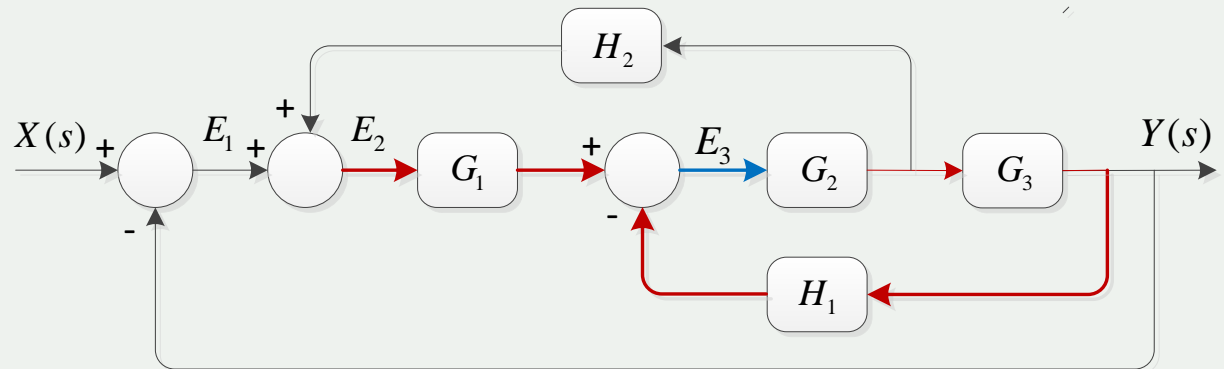 H₂
X(s) + E₁ + + E₂ G₁ + E₃ G₂ G₃ Y(s)
- -
H₁